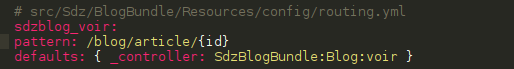 # src/Sdz/BlogBundle/Resources/config/routing.yml
sdzblog_voir:
pattern: /blog/article/{id}
defaults: { _controller: SdzBlogBundle:Blog:voir }